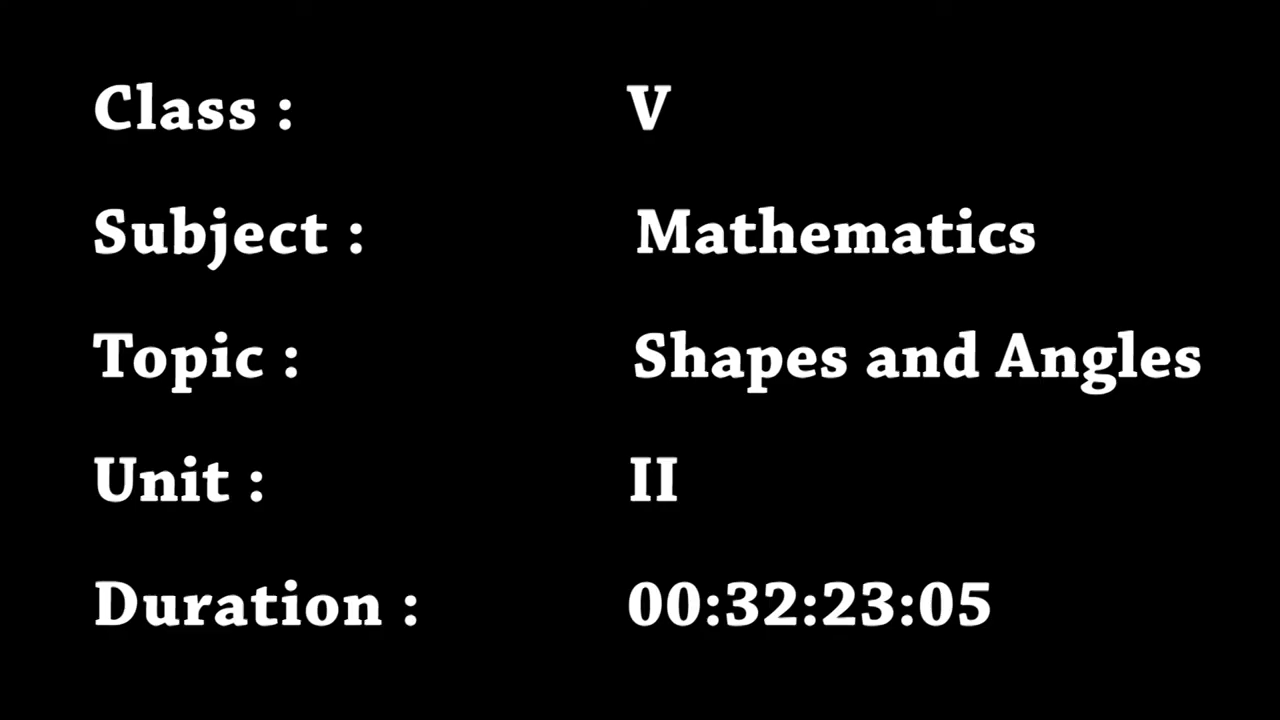 Class : V
Subject : Mathematics
Topic : Shapes and Angles
Unit : II
Duration : 00:32:23:05